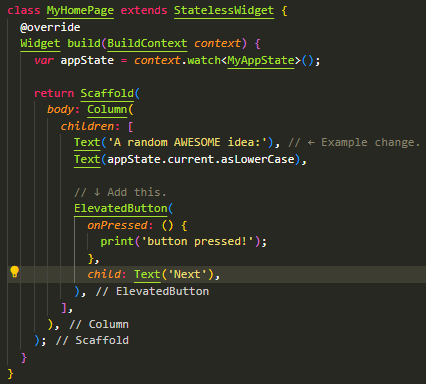 class MyHomePage extends StatelessWidget {
  @override
  Widget build(BuildContext context) {
    var appState = context.watch<MyAppState>();

    return Scaffold(
      body: Column(
        children: [
          Text('A random AWESOME idea:'), // ← Example change.
          Text(appState.current.asLowerCase),

          // ↓ Add this.
          ElevatedButton(
            onPressed: () {
              print('button pressed!');
            },
            child: Text('Next'),
          ), // ElevatedButton
        ],
      ), // Column
    ); // Scaffold
  }
}